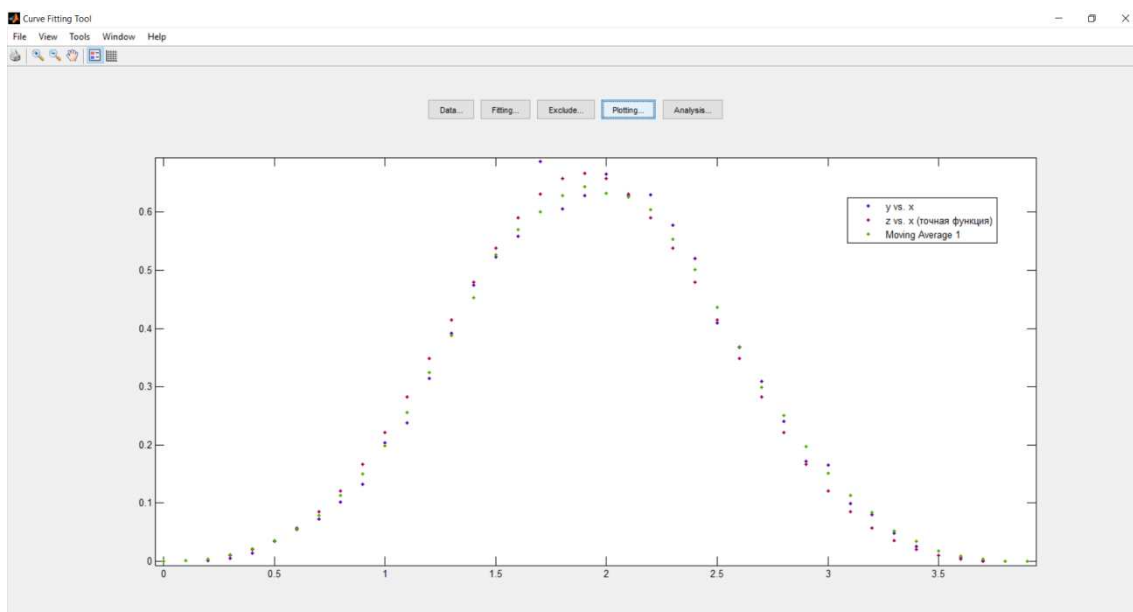 Curve Fitting Tool
File View Tools Window Help
Data... Fitting... Exclude... Plotting... Analysis...
y vs. x
z vs. x (точная функция)
Moving Average 1
0.6
0.5
0.4
0.3
0.2
0.1
0
0 0.5 1 1.5 2 2.5 3 3.5